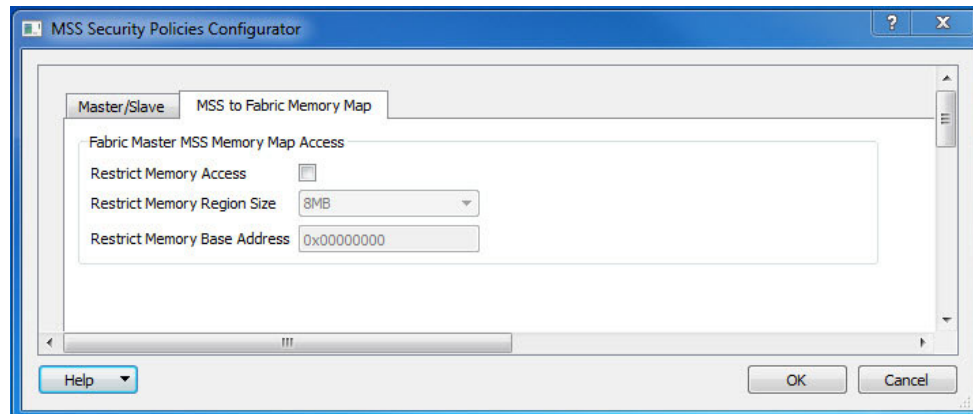 MSS Security Policies Configurator
Master/Slave MSS to Fabric Memory Map
Fabric Master MSS Memory Map Access
Restrict Memory Access
Restrict Memory Region Size 8MB
Restrict Memory Base Address 0x00000000
Help OK Cancel